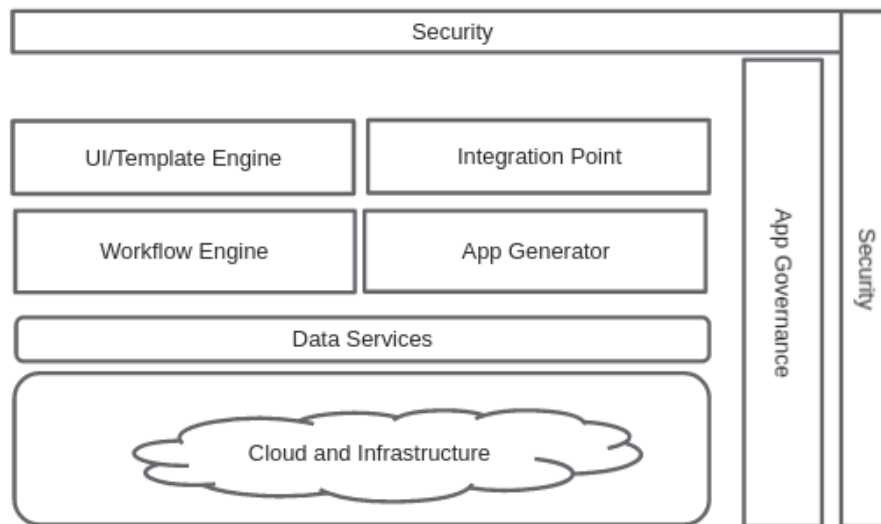 Security
UI/Template Engine
Integration Point
Workflow Engine
App Generator
Data Services
Cloud and Infrastructure
App Governance
Security